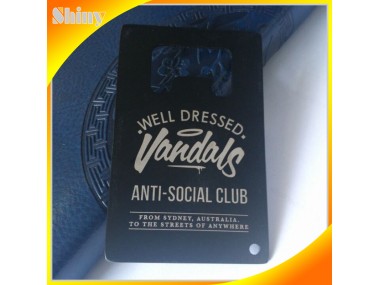 Shiny
·WELL DRESSED·
Vandals
ANTI-SOCIAL CLUB
FROM SYDNEY, AUSTRALIA.
TO THE STREETS OF ANYWHERE